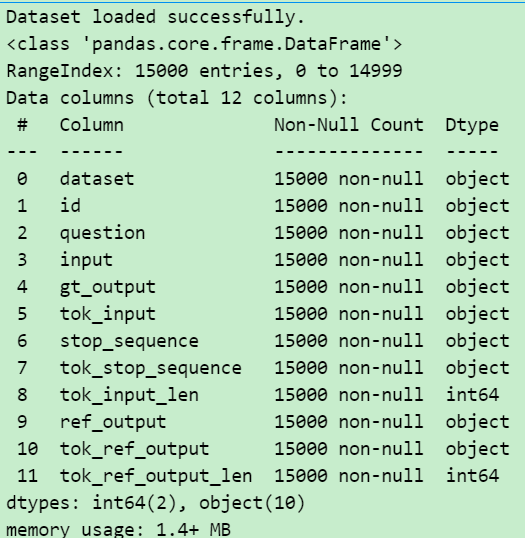 Dataset loaded successfully.
<class 'pandas.core.frame.DataFrame'>
RangeIndex: 15000 entries, 0 to 14999
Data columns (total 12 columns):
 #   Column             Non-Null Count  Dtype
---  ------             --------------  -----
 0   dataset            15000 non-null  object
 1   id                 15000 non-null  object
 2   question           15000 non-null  object
 3   input              15000 non-null  object
 4   gt_output          15000 non-null  object
 5   tok_input          15000 non-null  object
 6   stop_sequence      15000 non-null  object
 7   tok_stop_sequence  15000 non-null  object
 8   tok_input_len      15000 non-null  int64
 9   ref_output         15000 non-null  object
 10  tok_ref_output     15000 non-null  object
 11  tok_ref_output_len 15000 non-null  int64
dtypes: int64(2), object(10)
memory usage: 1.4+ MB